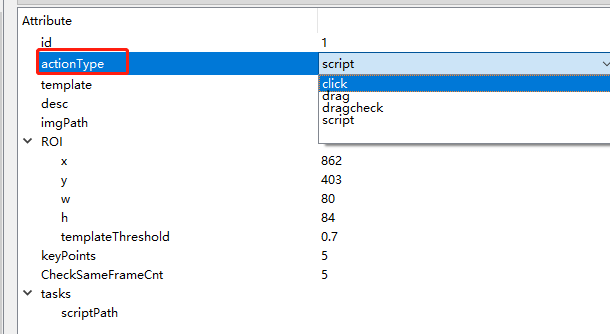 Attribute
id 1
actionType script
template click
drag
desc dragcheck
imgPath script
ROI
x 862
y 403
w 80
h 84
templateThreshold 0.7
keyPoints 5
CheckSameFrameCnt 5
tasks
scriptPath